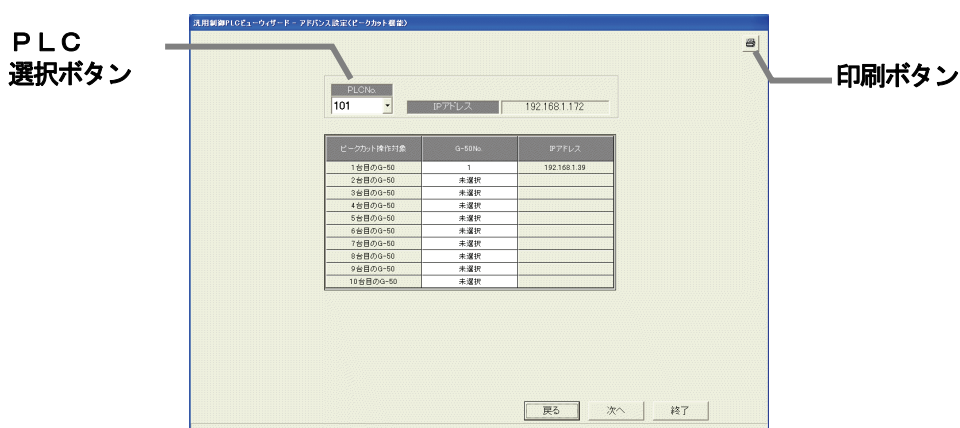 汎用制御PLCビューウィザード - アドバンス設定(ピークカット機能)
PLC
選択ボタン
印刷ボタン
PLCNo.
101
IPアドレス
192.168.1.172
ピークカット操作対象 G-50No. IPアドレス
1台目のG-50 1 192.168.1.39
2台目のG-50 未選択
3台目のG-50 未選択
4台目のG-50 未選択
5台目のG-50 未選択
6台目のG-50 未選択
7台目のG-50 未選択
8台目のG-50 未選択
9台目のG-50 未選択
10台目のG-50 未選択
戻る 次へ 終了